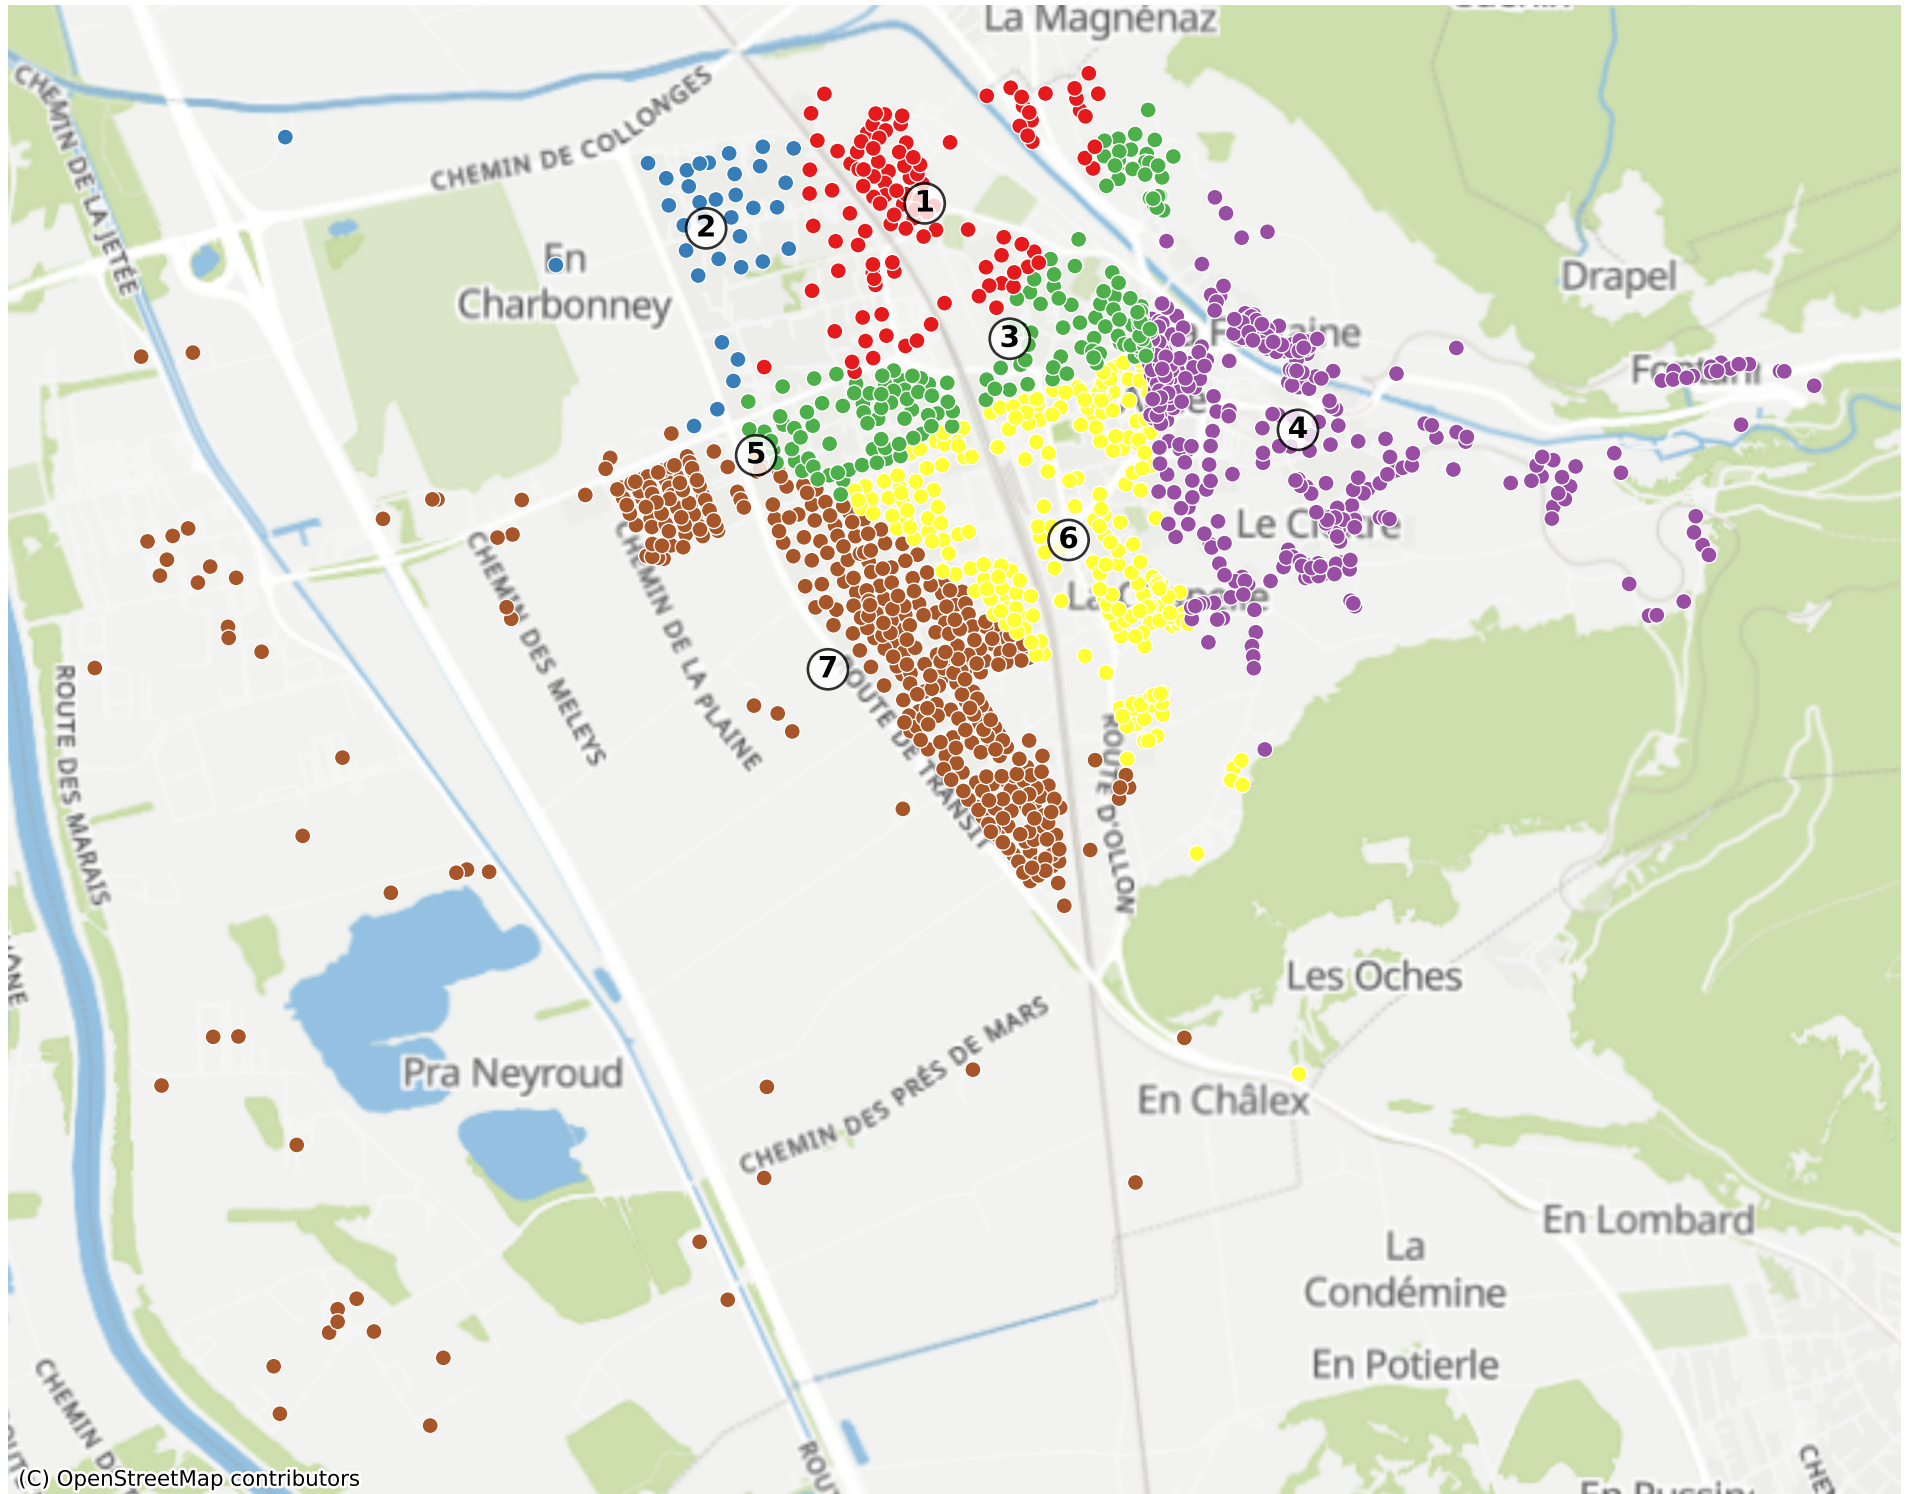 La Magnénaz
CHEMIN DE LA JETÉE
CHEMIN DE COLLONGES
1
2
En
Charbonney
Drapel
3
Fontani
4
5
Le Cloître
6
CHEMIN DES MELEYS
CHEMIN DE LA PLAINE
7
ROUTE DE TRANSIT
ROUTE DES MARAIS
ROUTE D'OLLON
Les Oches
Pra Neyroud
CHEMIN DES PRÉS DE MARS
En Châlex
En Lombard
La
Condémine
En Potierle
(C) OpenStreetMap contributors